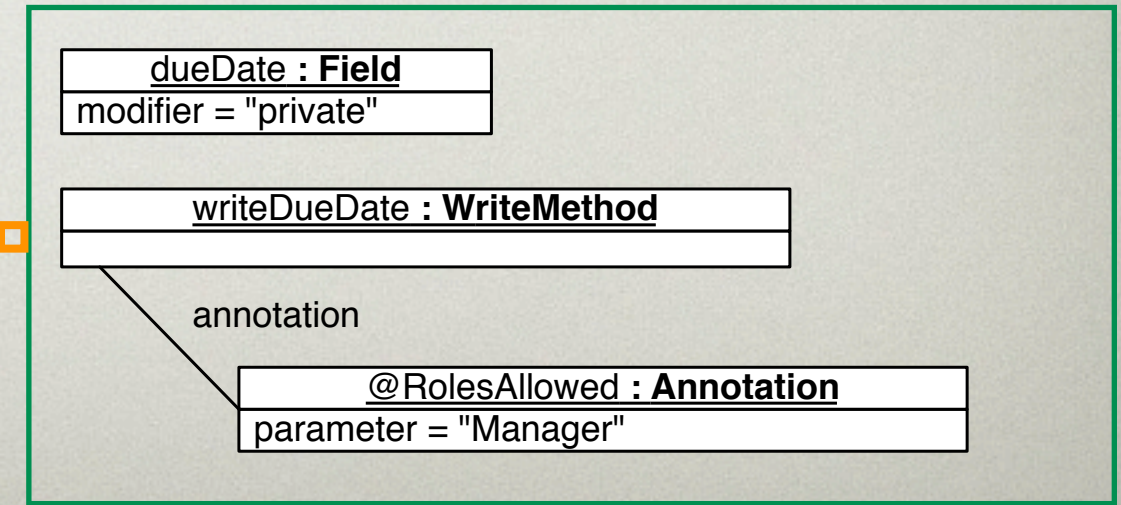 dueDate : Field
modifier = "private"
writeDueDate : WriteMethod
annotation
@RolesAllowed : Annotation
parameter = "Manager"